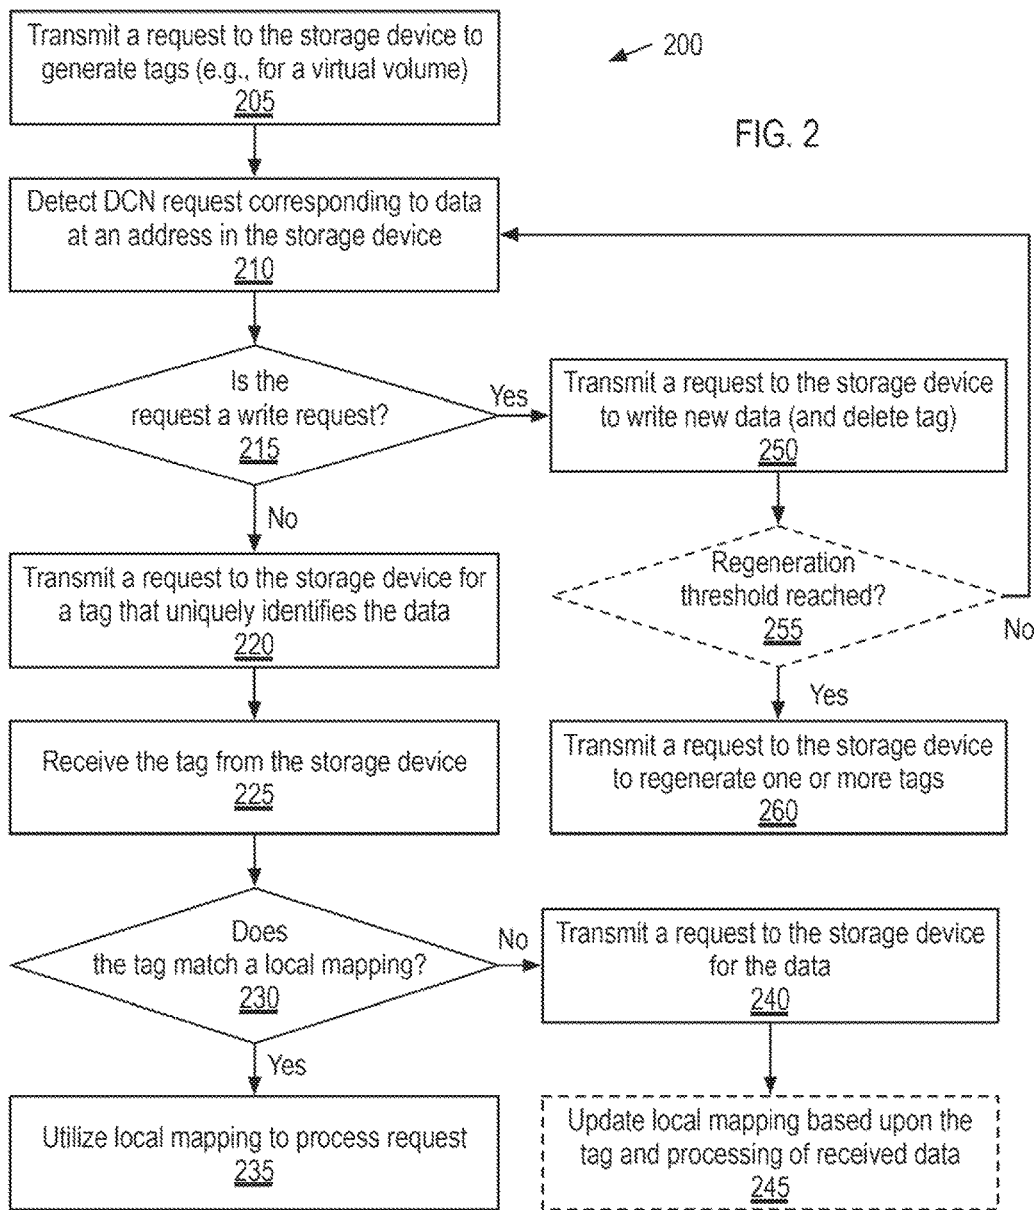 Transmit a request to the storage device to
generate tags (e.g., for a virtual volume)
205
200
FIG. 2
Detect DCN request corresponding to data
at an address in the storage device
210
Is the
request a write request?
215
Yes
No
Transmit a request to the storage device
to write new data (and delete tag)
250
Regeneration
threshold reached?
255
No
Yes
Transmit a request to the storage device
to regenerate one or more tags
260
Transmit a request to the storage device for
a tag that uniquely identifies the data
220
Receive the tag from the storage device
225
Does
the tag match a local mapping?
230
No
Yes
Transmit a request to the storage device
for the data
240
Utilize local mapping to process request
235
Update local mapping based upon the
tag and processing of received data
245